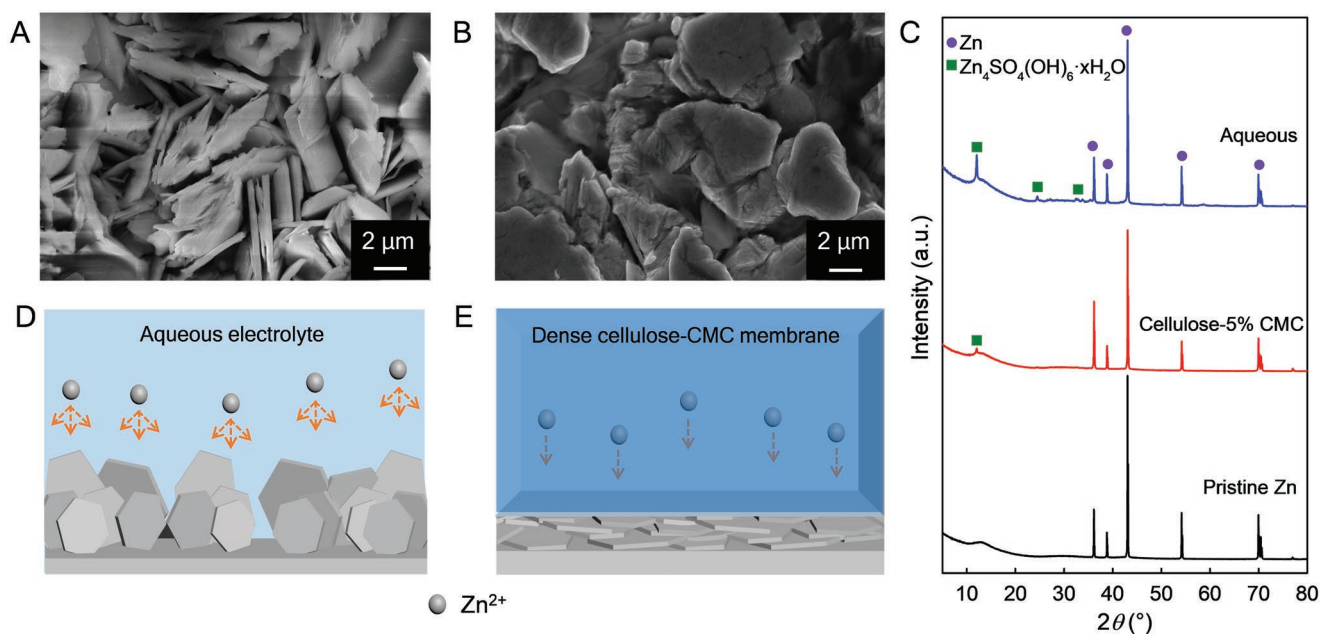 A
2 µm
B
2 µm
C
Zn
Zn₄SO₄(OH)₆·xH₂O
Aqueous
Cellulose-5% CMC
Pristine Zn
Intensity (a.u.)
10 20 30 40 50 60 70 80
2θ (°)
D
Aqueous electrolyte
E
Dense cellulose-CMC membrane
Zn²⁺